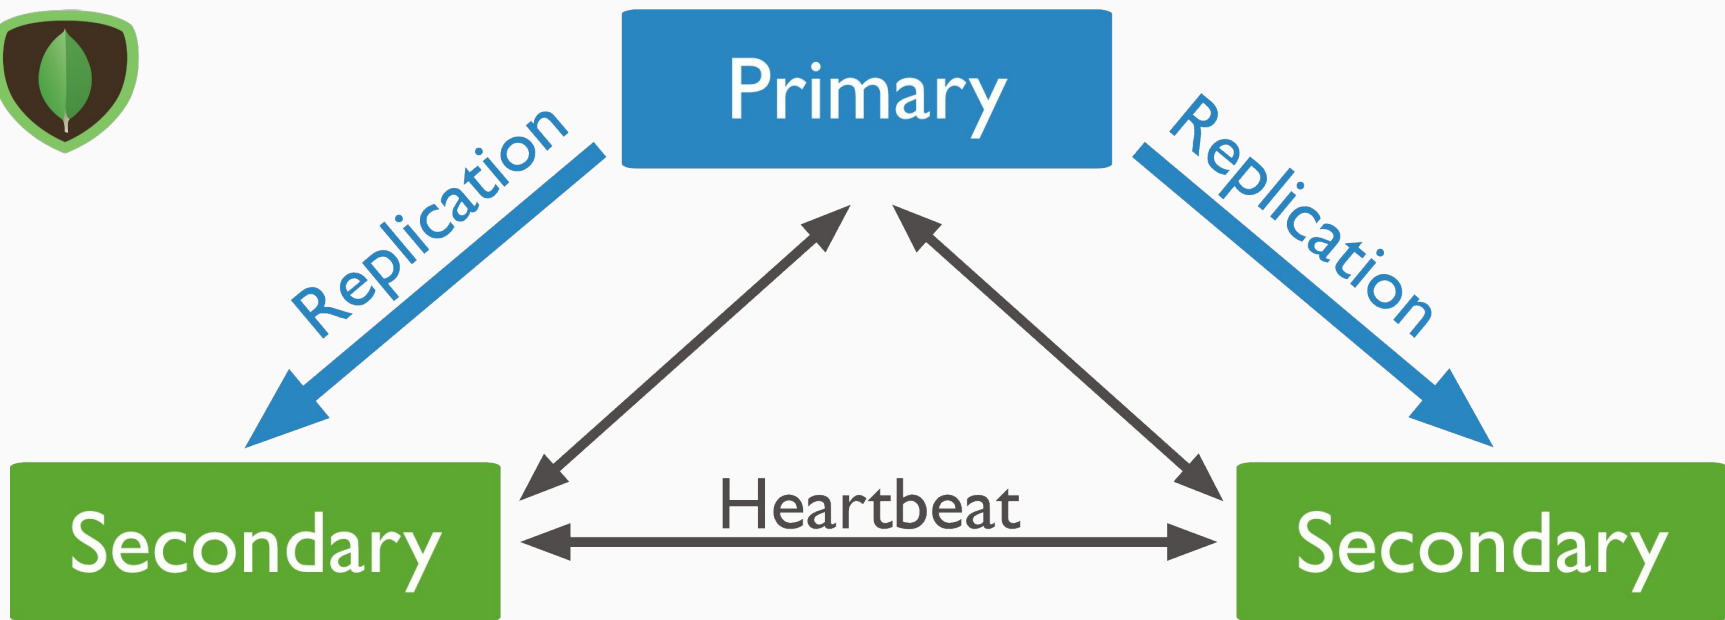 Primary
Replication
Replication
Heartbeat
Secondary
Secondary